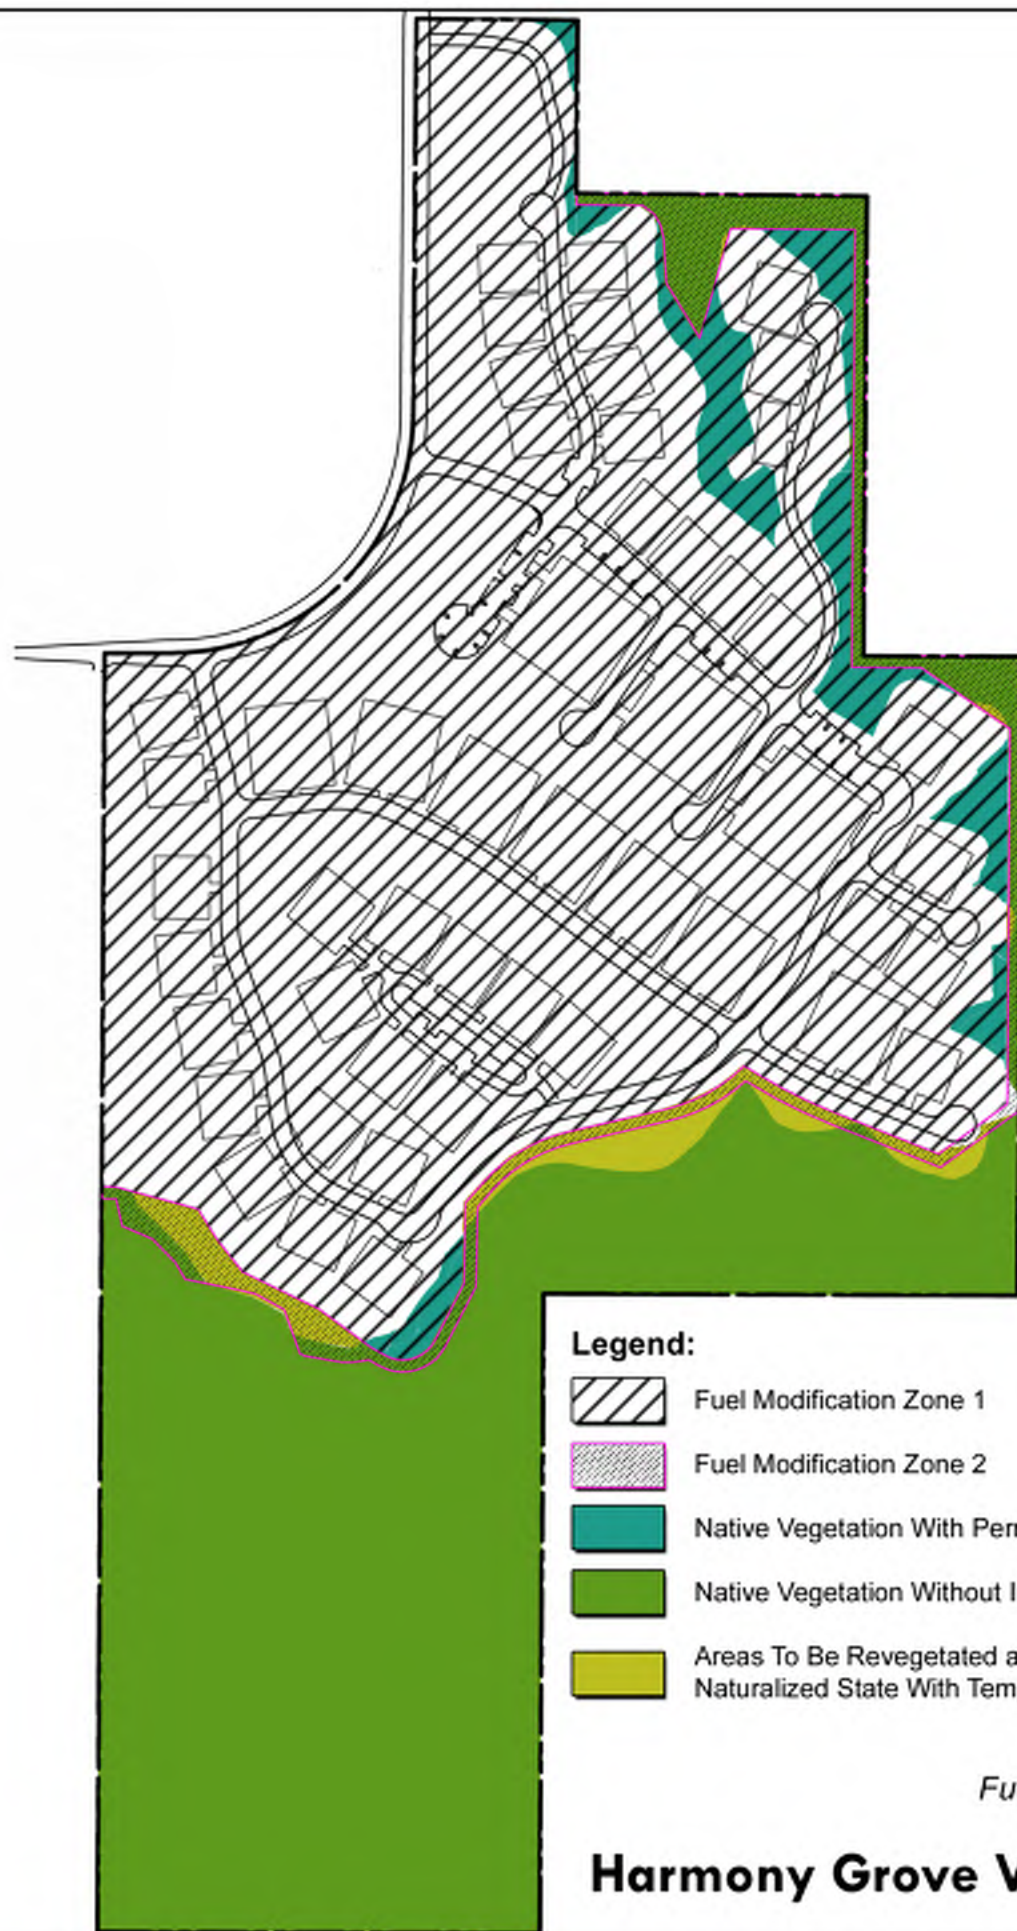 Legend:
Fuel Modification Zone 1
Fuel Modification Zone 2
Native Vegetation With Perr
Native Vegetation Without I
Areas To Be Revegetated a
Naturalized State With Tem
Fu
Harmony Grove V